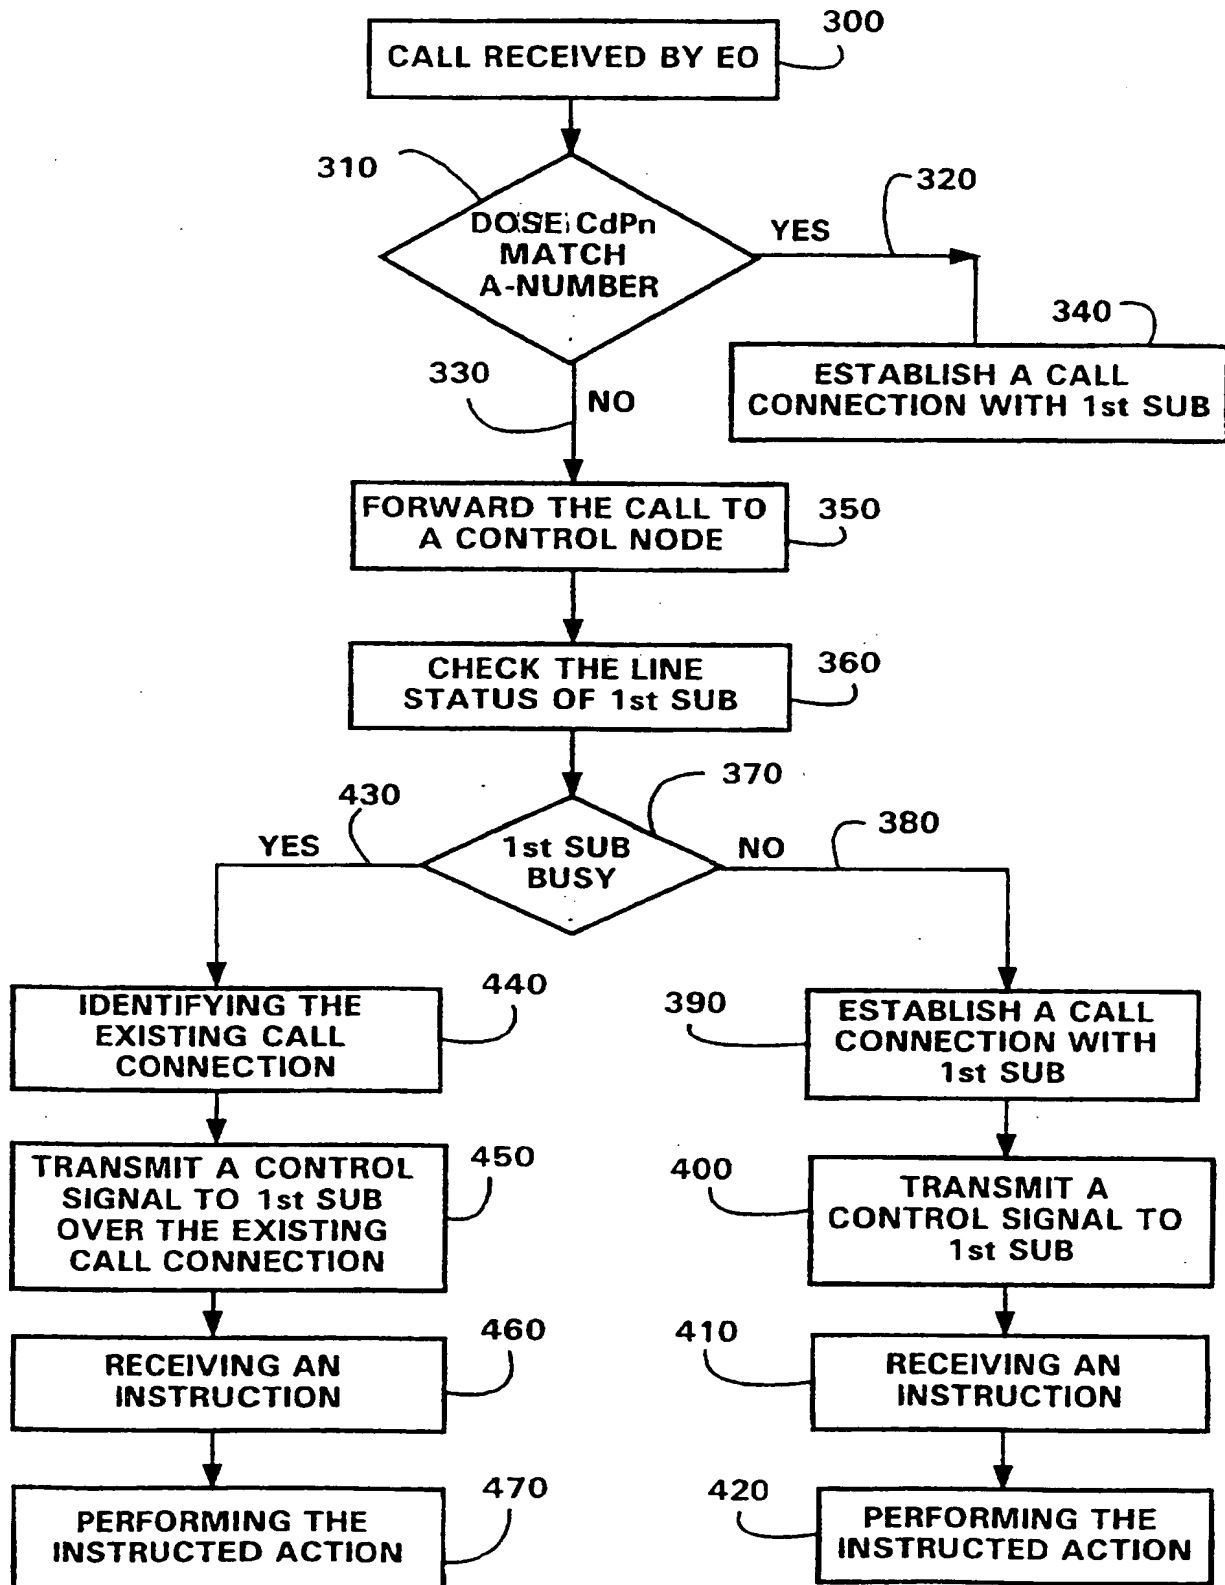 300
CALL RECEIVED BY EO
310
DOSE CdPn
MATCH
A-NUMBER
YES
320
340
ESTABLISH A CALL
CONNECTION WITH 1st SUB
330
NO
FORWARD THE CALL TO
A CONTROL NODE
350
CHECK THE LINE
STATUS OF 1st SUB
360
370
430
YES
1st SUB
BUSY
NO
380
IDENTIFYING THE
EXISTING CALL
CONNECTION
440
390
ESTABLISH A CALL
CONNECTION WITH
1st SUB
TRANSMIT A CONTROL
SIGNAL TO 1st SUB
OVER THE EXISTING
CALL CONNECTION
450
400
TRANSMIT A
CONTROL SIGNAL TO
1st SUB
RECEIVING AN
INSTRUCTION
460
410
RECEIVING AN
INSTRUCTION
PERFORMING THE
INSTRUCTED ACTION
470
420
PERFORMING THE
INSTRUCTED ACTION